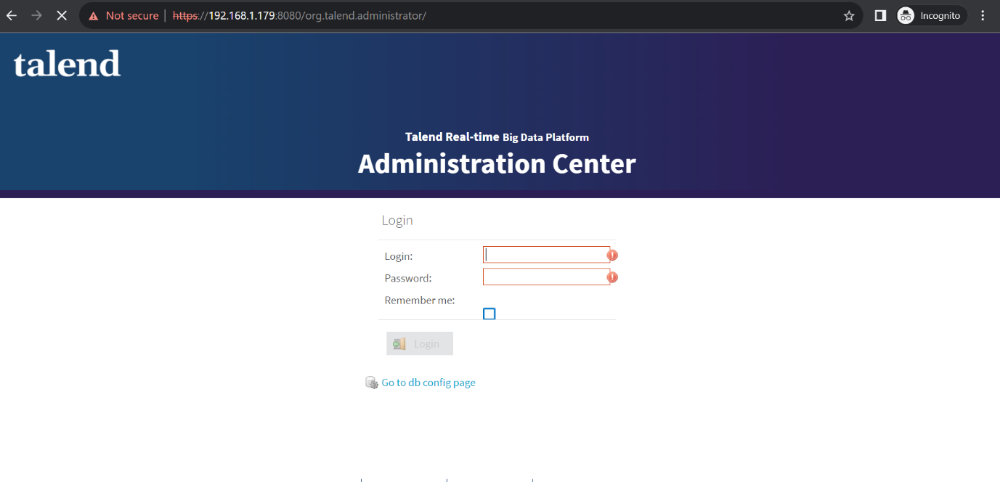 Not secure | https://192.168.1.179:8080/org.talend.administrator/ Incognito
talend
Talend Real-time Big Data Platform
Administration Center
Login
Login:
Password:
Remember me:
Login
Go to db config page